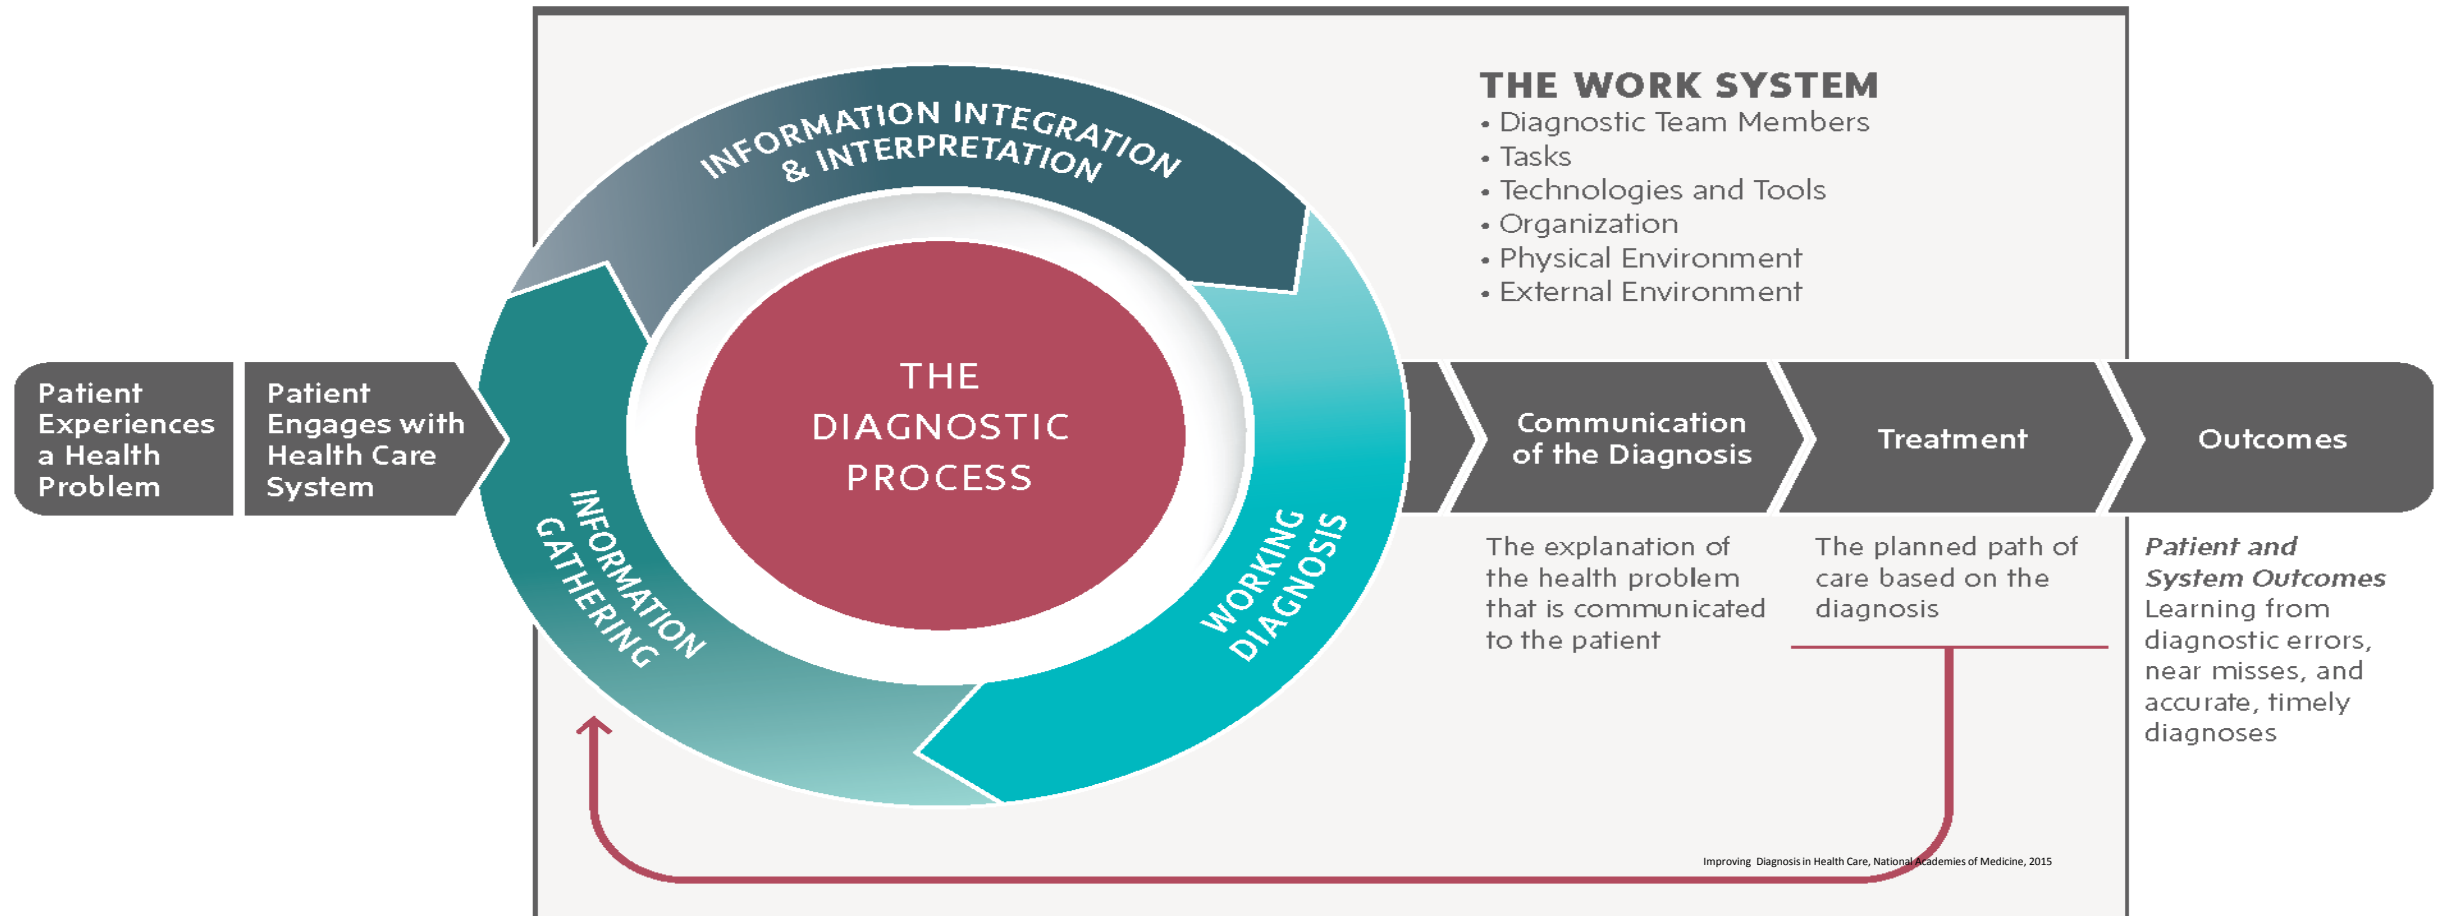 THE WORK SYSTEM
• Diagnostic Team Members
• Tasks
• Technologies and Tools
• Organization
• Physical Environment
• External Environment
INFORMATION INTEGRATION
& INTERPRETATION
THE
DIAGNOSTIC
PROCESS
INFORMATION
GATHERING
WORKING
DIAGNOSIS
Patient
Experiences
a Health
Problem
Patient
Engages with
Health Care
System
Communication
of the Diagnosis
Treatment
Outcomes
The explanation of
the health problem
that is communicated
to the patient
The planned path of
care based on the
diagnosis
Patient and
System Outcomes
Learning from
diagnostic errors,
near misses, and
accurate, timely
diagnoses
Improving Diagnosis in Health Care, National Academies of Medicine, 2015